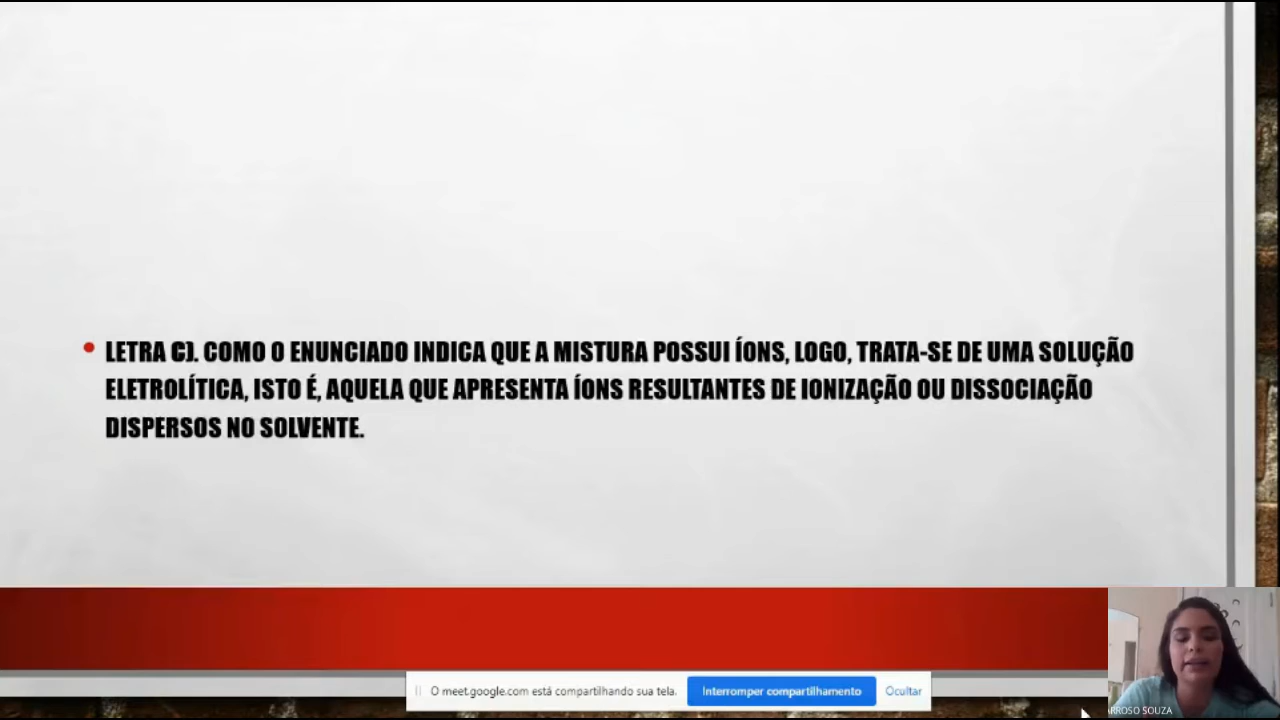 LETRA C). COMO O ENUNCIADO INDICA QUE A MISTURA POSSUI ÍONS, LOGO, TRATA-SE DE UMA SOLUÇÃO
ELETROLÍTICA, ISTO É, AQUELA QUE APRESENTA ÍONS RESULTANTES DE IONIZAÇÃO OU DISSOCIAÇÃO
DISPERSOS NO SOLVENTE.
O meet.google.com está compartilhando sua tela.
Interromper compartilhamento
Ocultar
RROSO SOUZA